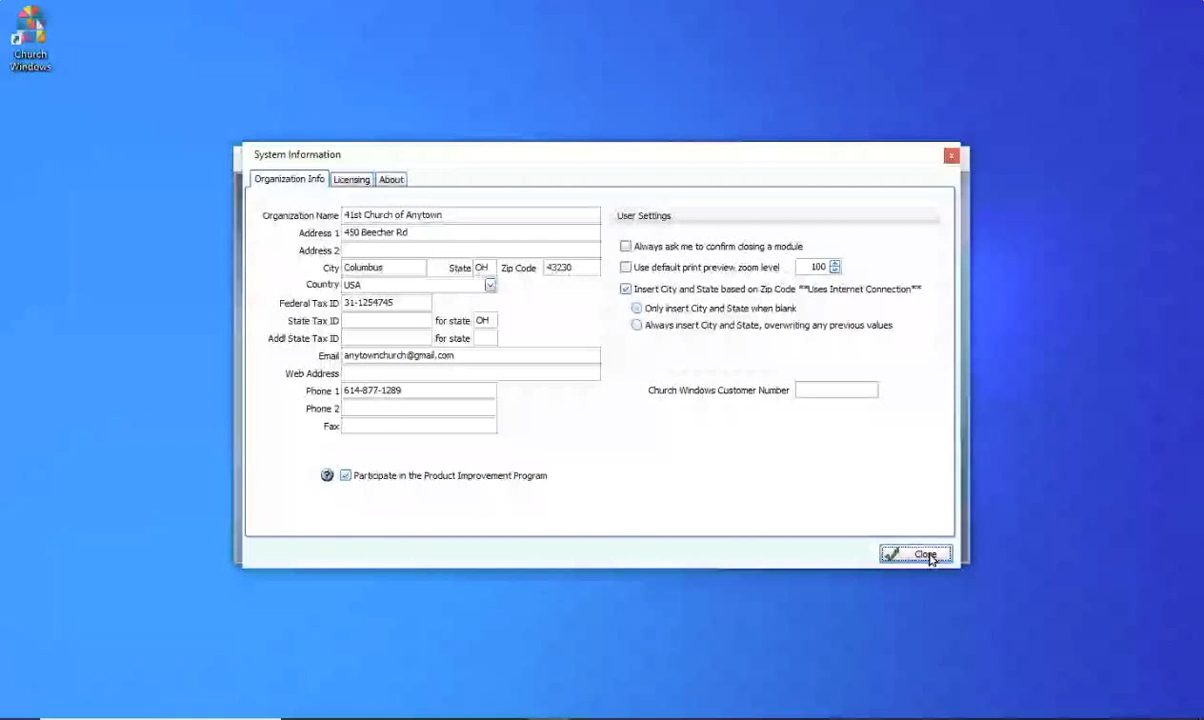 Church
Windows
System Information
x
Organization Info Licensing About
Organization Name 41st Church of Anytown
Address 1 450 Beecher Rd
Address 2
City Columbus State OH Zip Code 43230
Country USA
Federal Tax ID 31-1254745
State Tax ID for state OH
Addl State Tax ID for state
Email anytownchurch@gmail.com
Web Address
Phone 1 614-877-1289
Phone 2
Fax
? Participate in the Product Improvement Program
User Settings
Always ask me to confirm closing a module
Use default print preview zoom level 100
Insert City and State based on Zip Code **Uses Internet Connection**
Only insert City and State when blank
Always insert City and State, overwriting any previous values
Church Windows Customer Number
Close